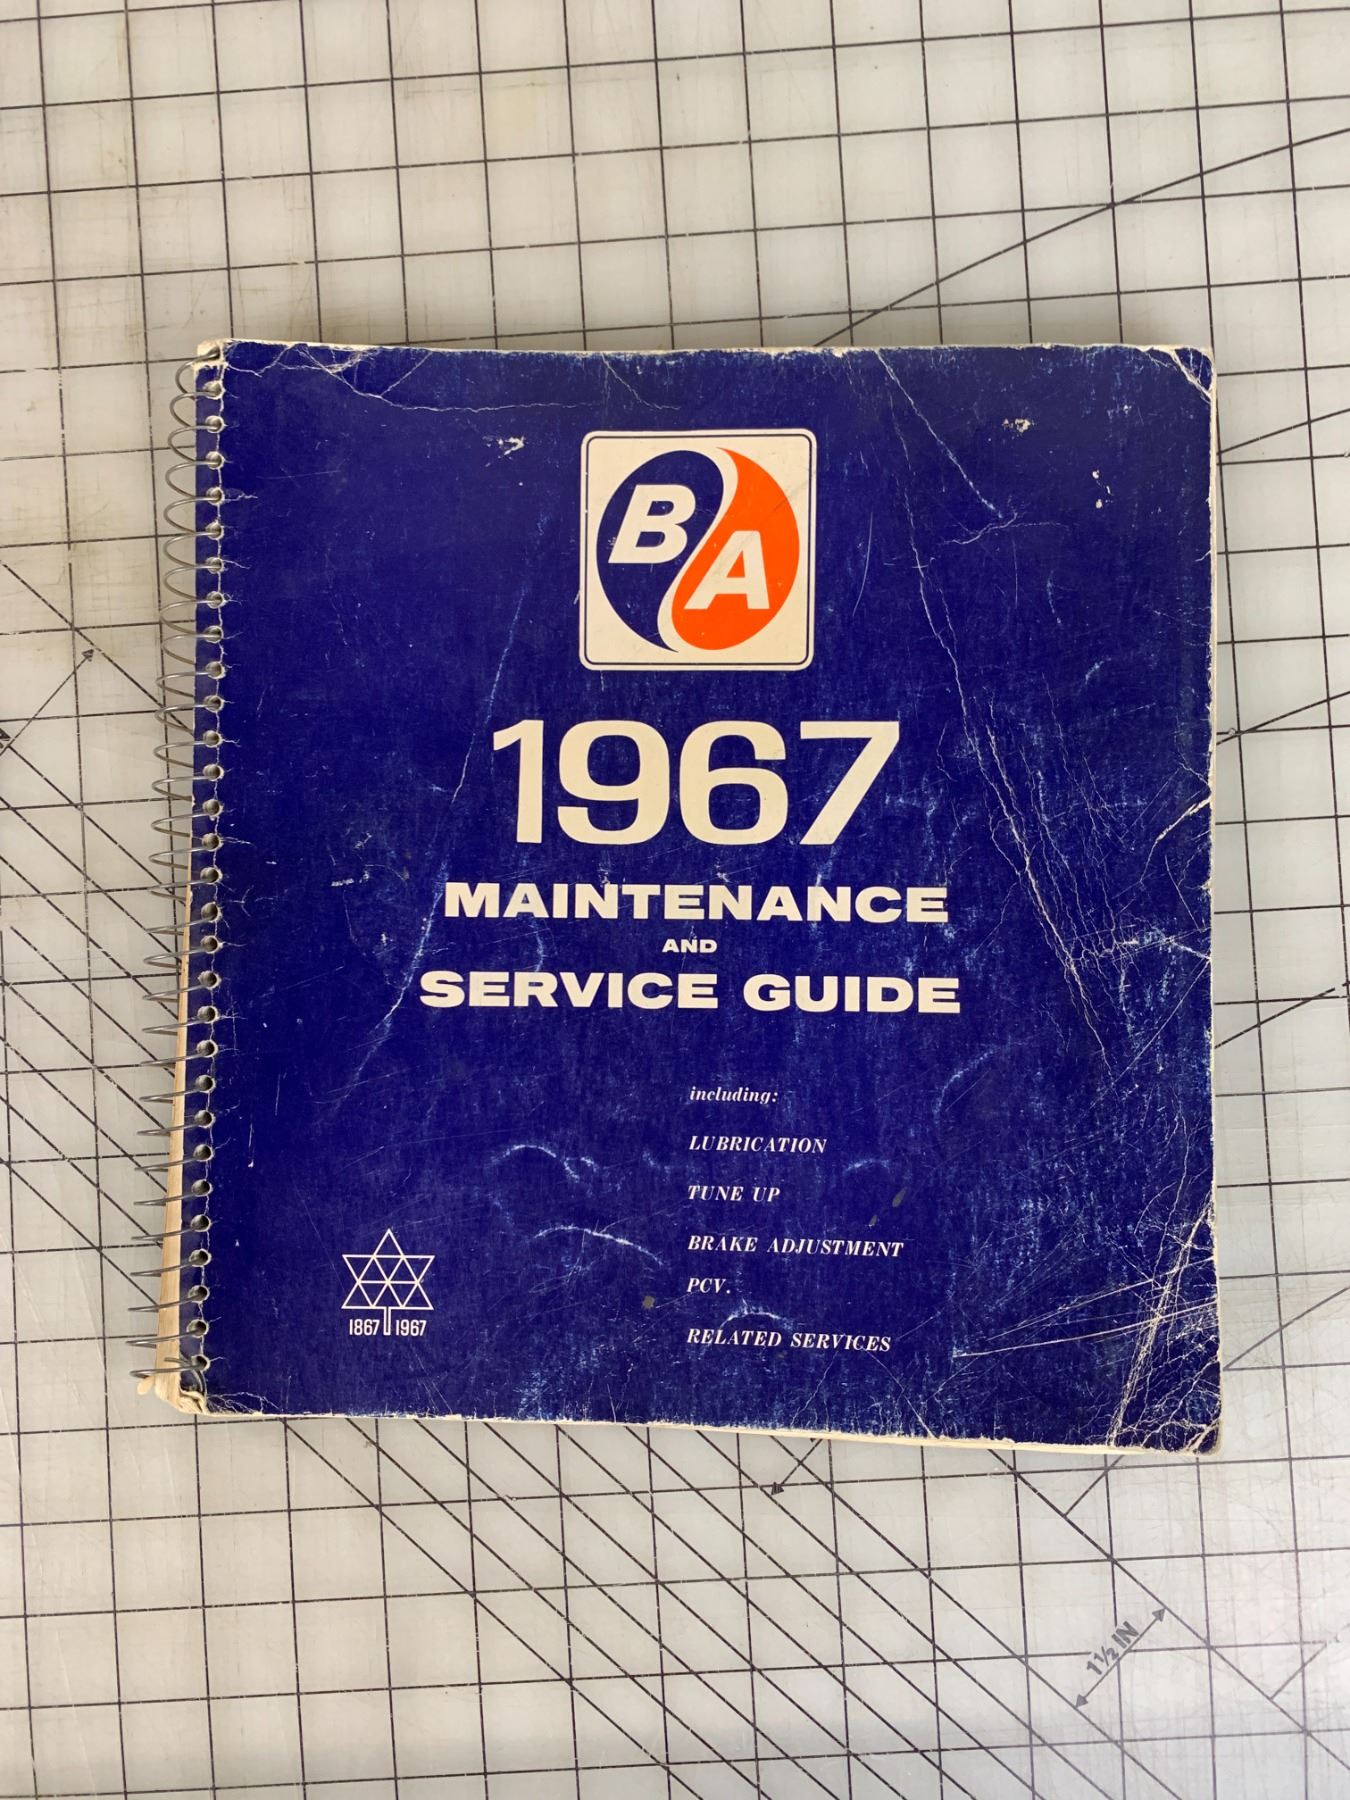 BA
1967
MAINTENANCE
AND
SERVICE GUIDE
including:
LUBRICATION
TUNE UP
BRAKE ADJUSTMENT
PCV.
RELATED SERVICES
1867 1967
1½ IN